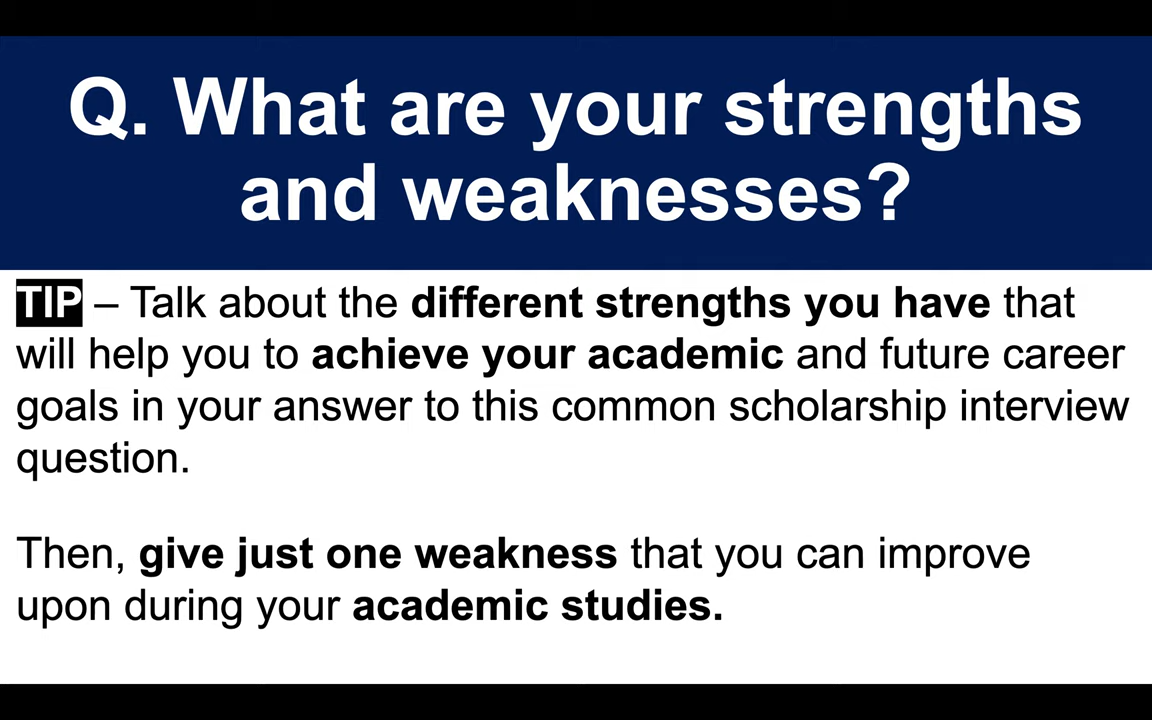 Q. What are your strengths
and weaknesses?
TIP – Talk about the different strengths you have that
will help you to achieve your academic and future career
goals in your answer to this common scholarship interview
question.
Then, give just one weakness that you can improve
upon during your academic studies.